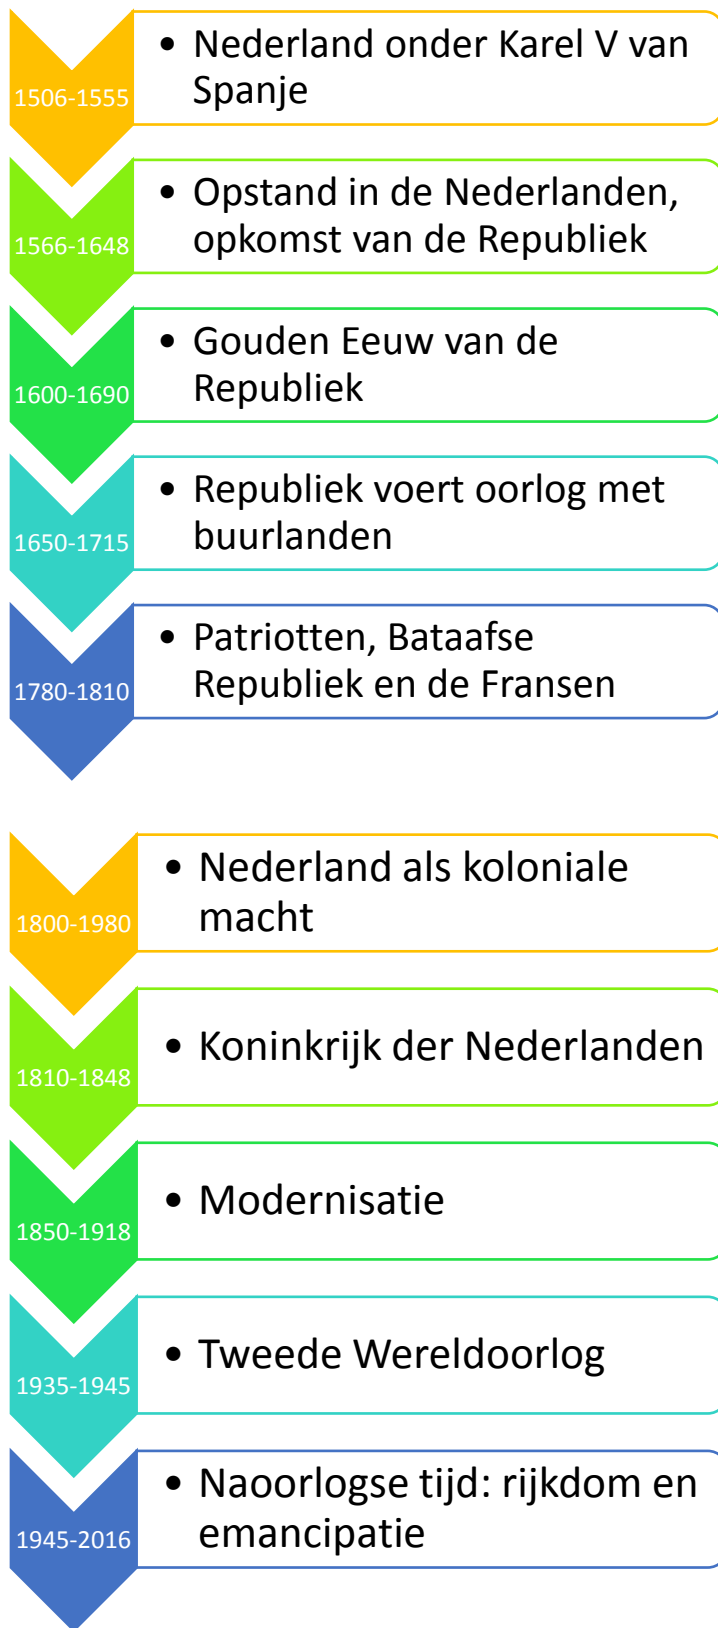 1506-1555
• Nederland onder Karel V van
Spanje
1566-1648
• Opstand in de Nederlanden,
opkomst van de Republiek
1600-1690
• Gouden Eeuw van de
Republiek
1650-1715
• Republiek voert oorlog met
buurlanden
1780-1810
• Patriotten, Bataafse
Republiek en de Fransen
1800-1980
• Nederland als koloniale
macht
1810-1848
• Koninkrijk der Nederlanden
1850-1918
• Modernisatie
1935-1945
• Tweede Wereldoorlog
1945-2016
• Naoorlogse tijd: rijkdom en
emancipatie